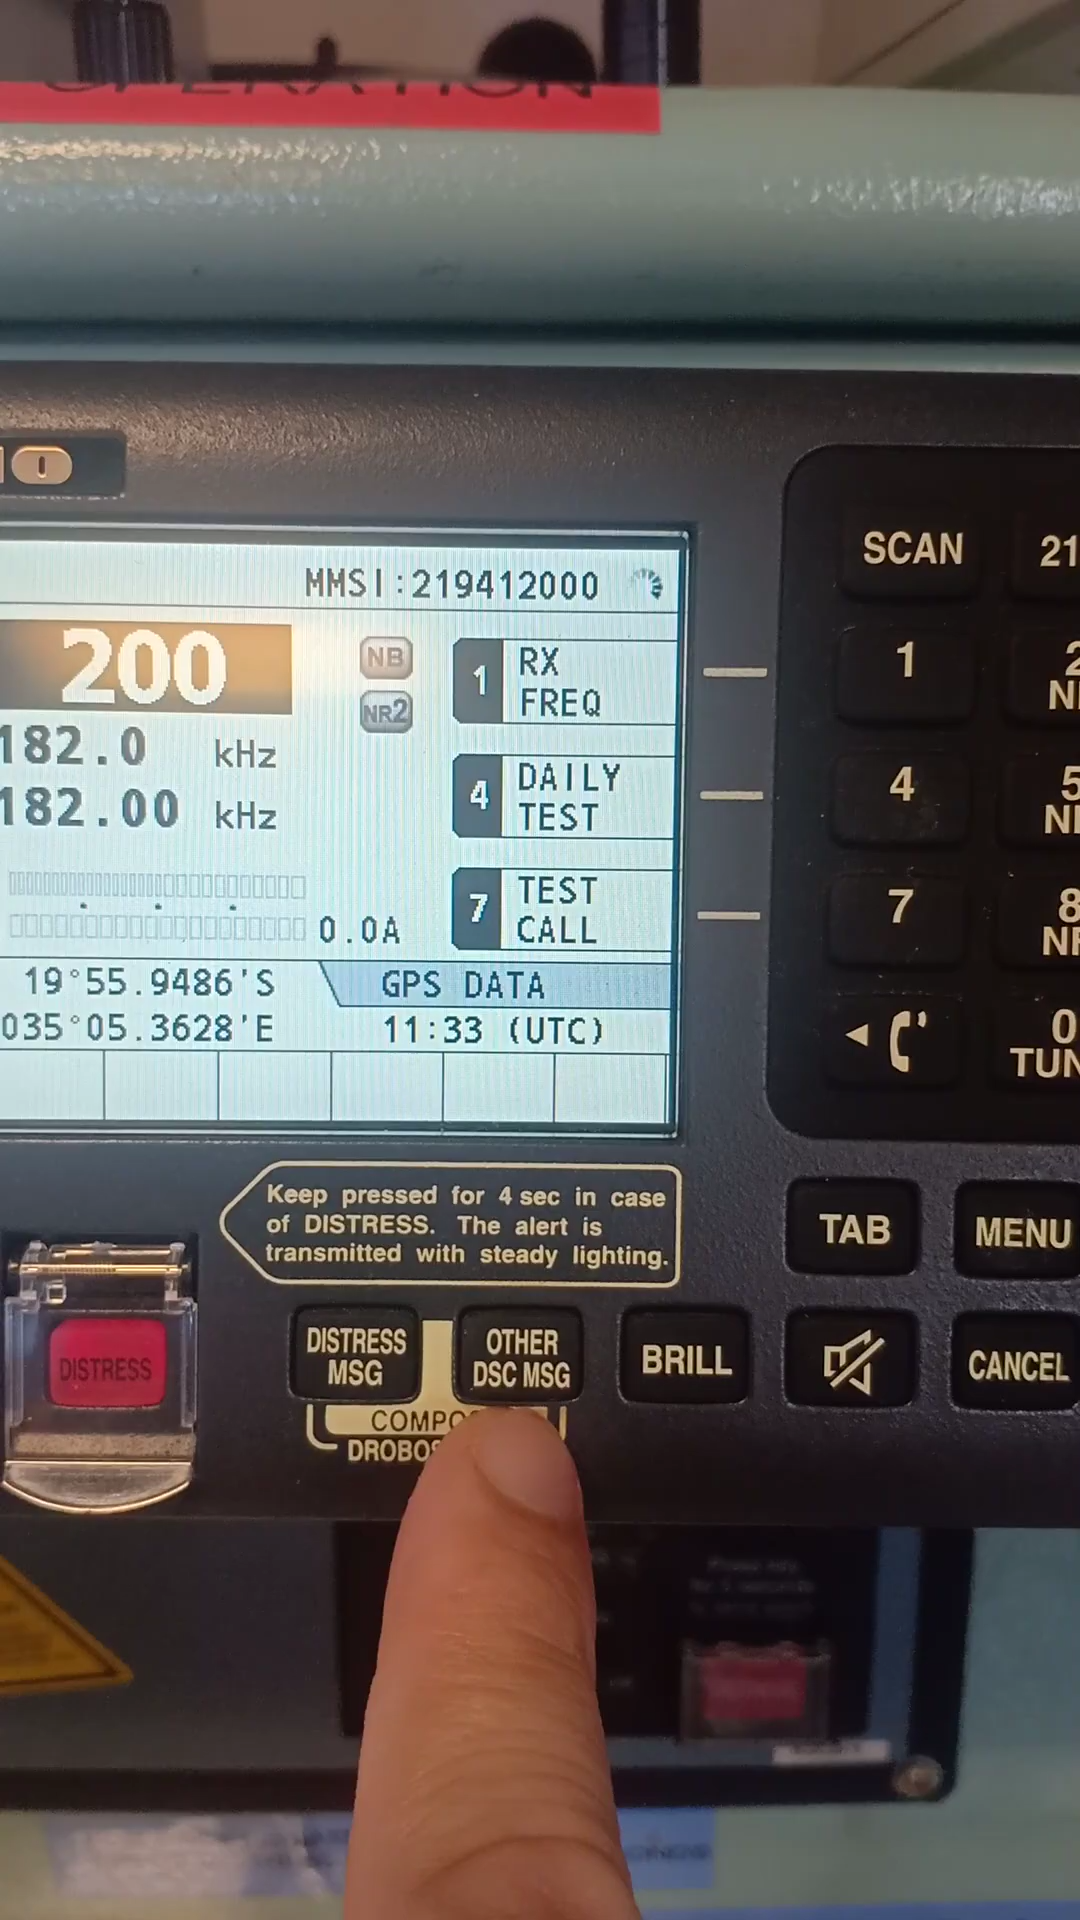 OPERATION
MMSI:219412000
200
NB
NR2
182.0 kHz
182.00 kHz
0.0A
1 RX
FREQ
4 DAILY
TEST
7 TEST
CALL
19°55.9486'S
035°05.3628'E
GPS DATA
11:33 (UTC)
SCAN
1
4
7
TAB
MENU
Keep pressed for 4 sec in case
of DISTRESS. The alert is
transmitted with steady lighting.
DISTRESS
DISTRESS
MSG
OTHER
DSC MSG
BRILL
CANCEL